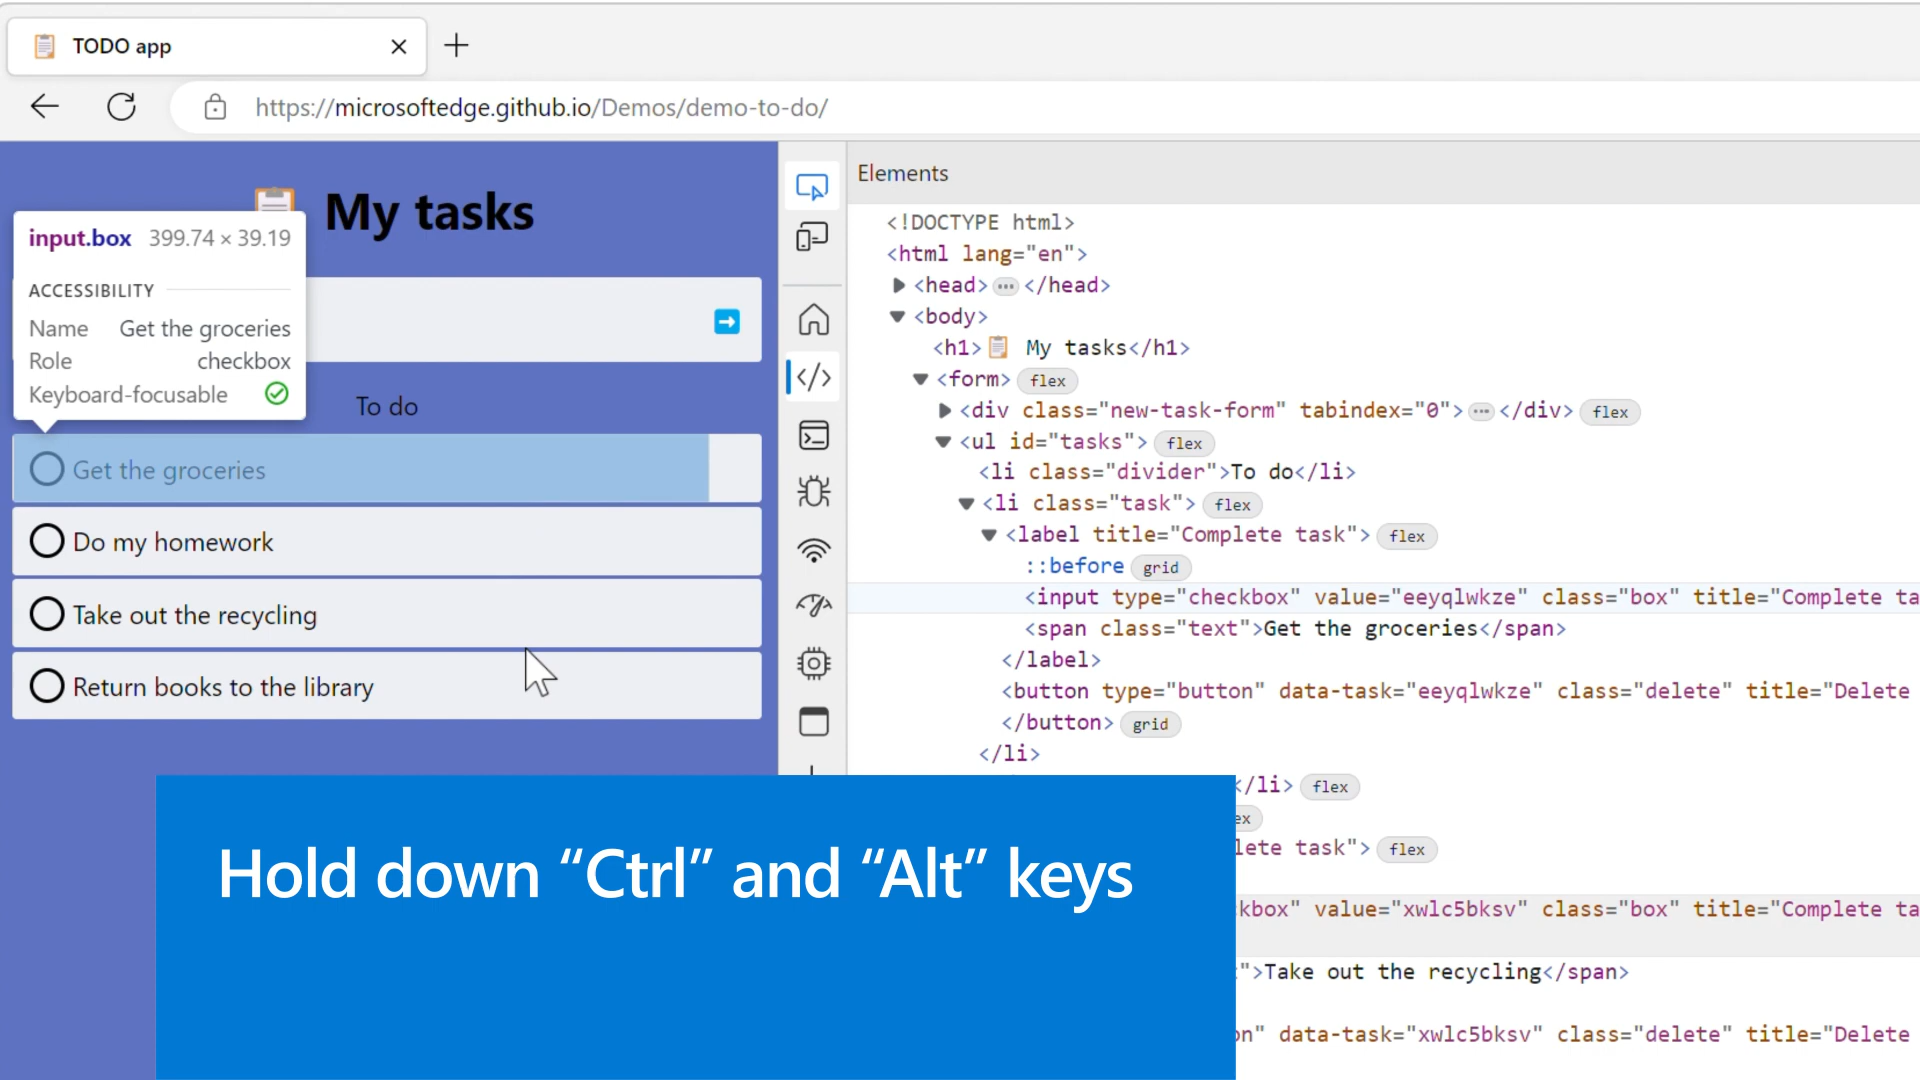 TODO app
https://microsoftedge.github.io/Demos/demo-to-do/
My tasks
input.box 399.74 × 39.19
ACCESSIBILITY
Name Get the groceries
Role checkbox
Keyboard-focusable
To do
Get the groceries
Do my homework
Take out the recycling
Return books to the library
Elements
<!DOCTYPE html>
<html lang="en">
<head> ••• </head>
<body>
<h1>📋 My tasks</h1>
<form> flex
<div class="new-task-form" tabindex="0"> ••• </div> flex
<ul id="tasks"> flex
<li class="divider">To do</li>
<li class="task"> flex
<label title="Complete task"> flex
::before grid
<input type="checkbox" value="eeyqlwkze" class="box" title="Complete ta
<span class="text">Get the groceries</span>
</label>
<button type="button" data-task="eeyqlwkze" class="delete" title="Delete
</button> grid
</li>
</li> flex
ex
lete task"> flex
kbox" value="xwlc5bksv" class="box" title="Complete ta
">Take out the recycling</span>
on" data-task="xwlc5bksv" class="delete" title="Delete
Hold down “Ctrl” and “Alt” keys